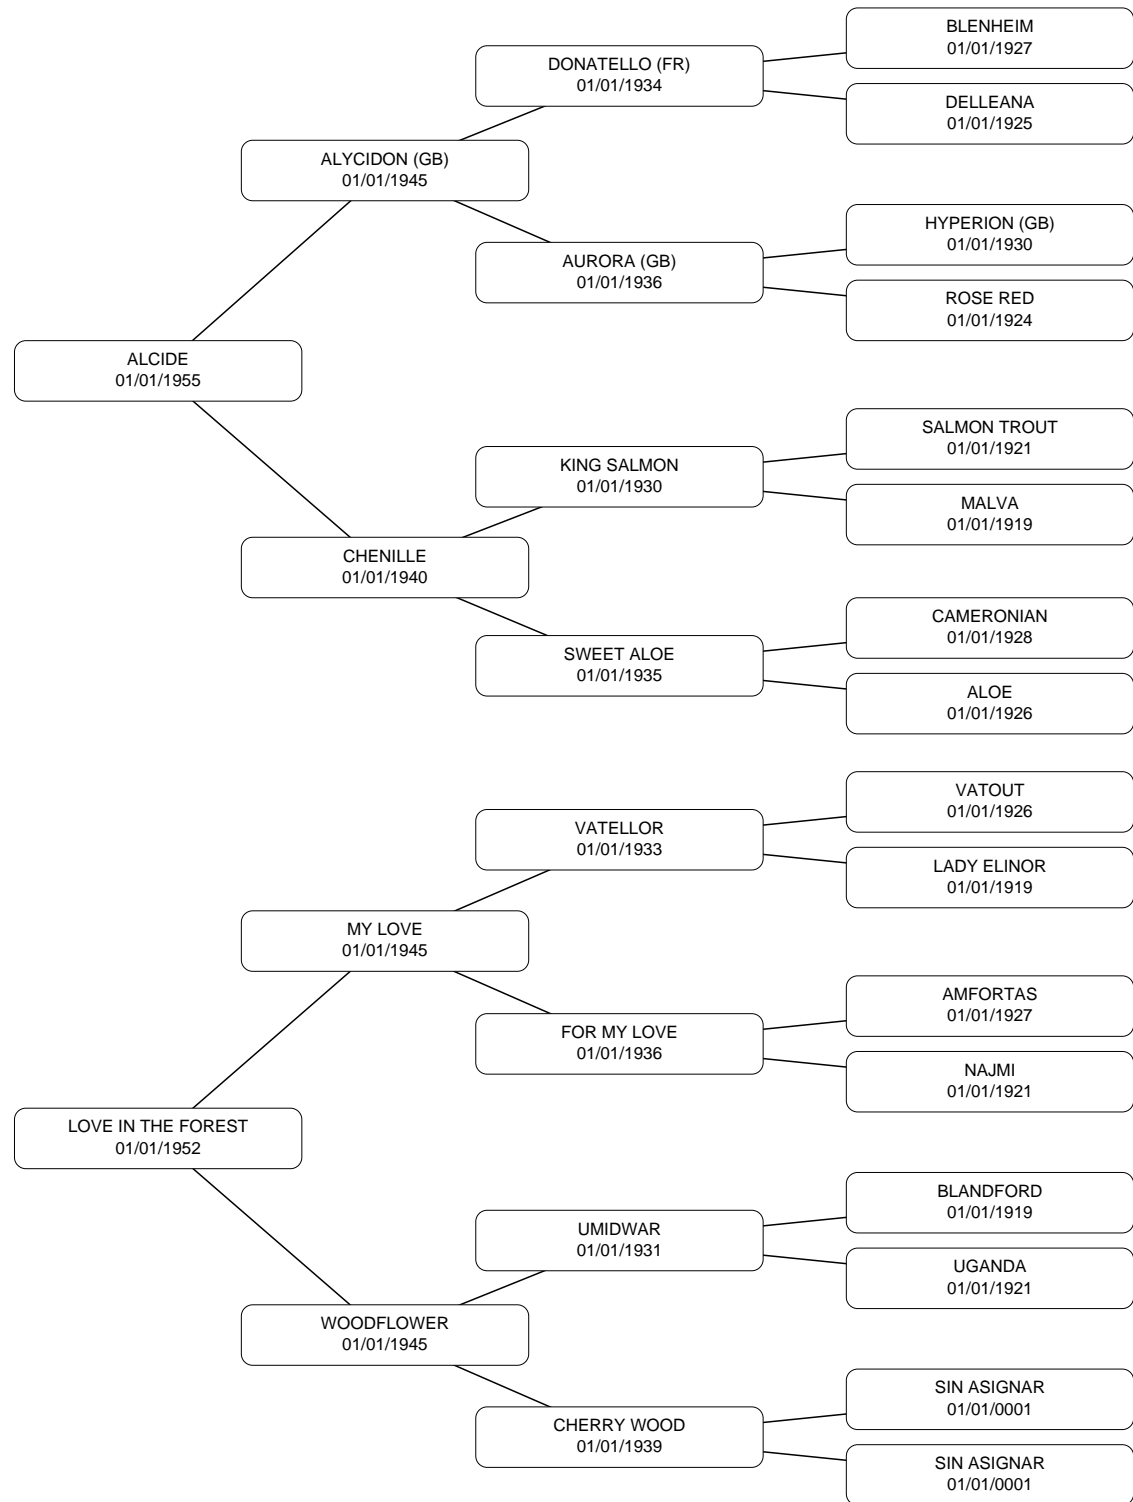 BLENHEIM
01/01/1927
DONATELLO (FR)
01/01/1934
DELLEANA
01/01/1925
ALYCIDON (GB)
01/01/1945
HYPERION (GB)
01/01/1930
AURORA (GB)
01/01/1936
ROSE RED
01/01/1924
ALCIDE
01/01/1955
SALMON TROUT
01/01/1921
KING SALMON
01/01/1930
MALVA
01/01/1919
CHENILLE
01/01/1940
CAMERONIAN
01/01/1928
SWEET ALOE
01/01/1935
ALOE
01/01/1926
VATOUT
01/01/1926
VATELLOR
01/01/1933
LADY ELINOR
01/01/1919
MY LOVE
01/01/1945
AMFORTAS
01/01/1927
FOR MY LOVE
01/01/1936
NAJMI
01/01/1921
LOVE IN THE FOREST
01/01/1952
BLANDFORD
01/01/1919
UMIDWAR
01/01/1931
UGANDA
01/01/1921
WOODFLOWER
01/01/1945
SIN ASIGNAR
01/01/0001
CHERRY WOOD
01/01/1939
SIN ASIGNAR
01/01/0001